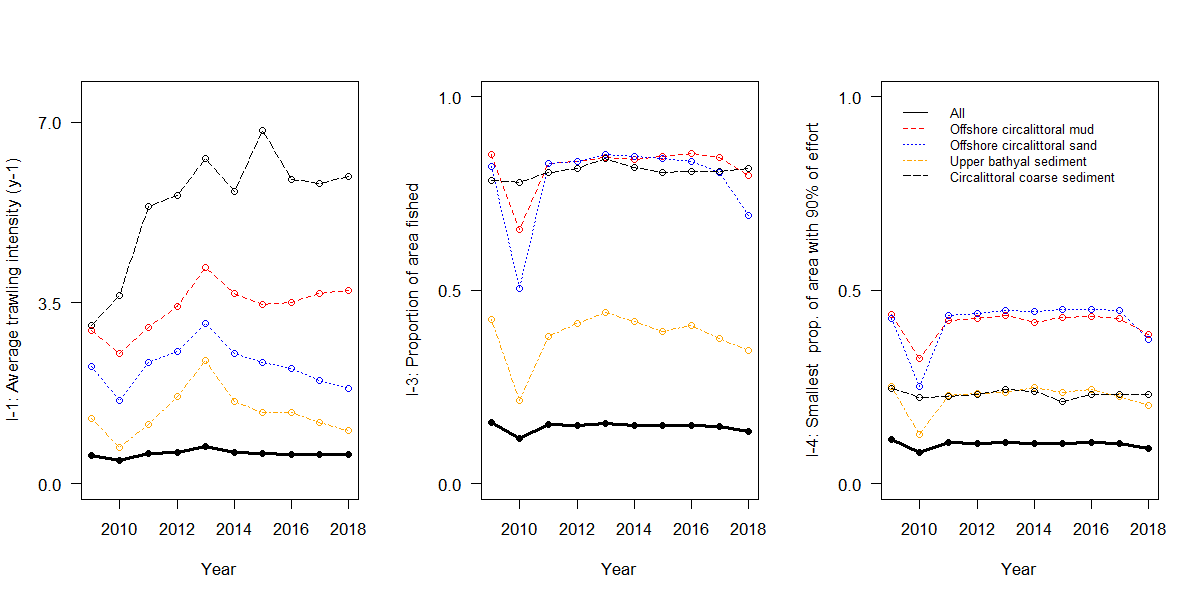 I-1: Average trawling intensity (y-1)
7.0
3.5
0.0
2010 2012 2014 2016 2018
Year
I-3: Proportion of area fished
1.0
0.5
0.0
2010 2012 2014 2016 2018
Year
I-4: Smallest prop. of area with 90% of effort
1.0
0.5
0.0
All
Offshore circalittoral mud
Offshore circalittoral sand
Upper bathyal sediment
Circalittoral coarse sediment
2010 2012 2014 2016 2018
Year